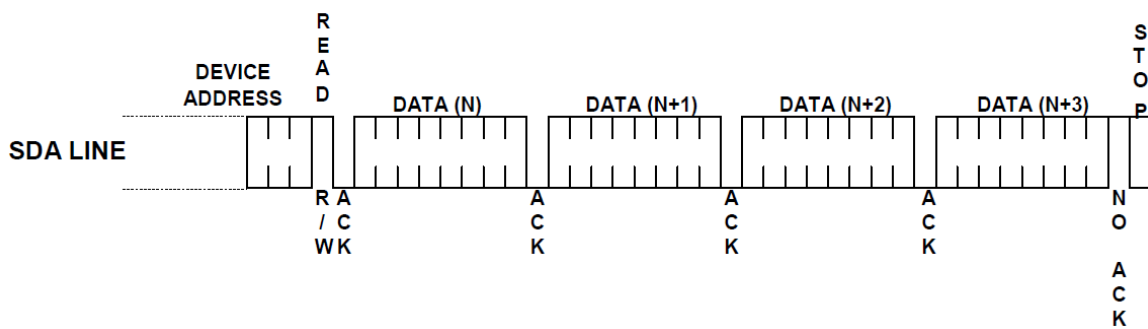 READ
STOP
DEVICE
ADDRESS
DATA (N)
DATA (N+1)
DATA (N+2)
DATA (N+3)
SDA LINE
R/W
ACK
ACK
ACK
ACK
NO ACK